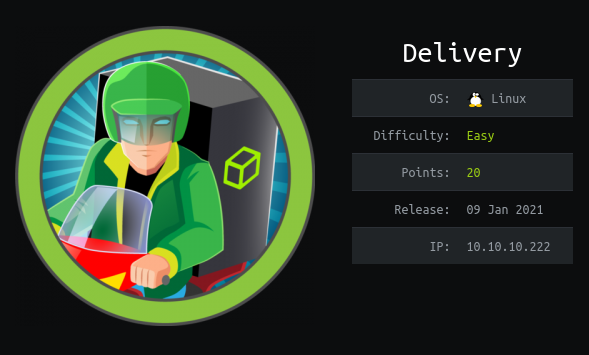 Delivery
OS: Linux
Difficulty: Easy
Points: 20
Release: 09 Jan 2021
IP: 10.10.10.222